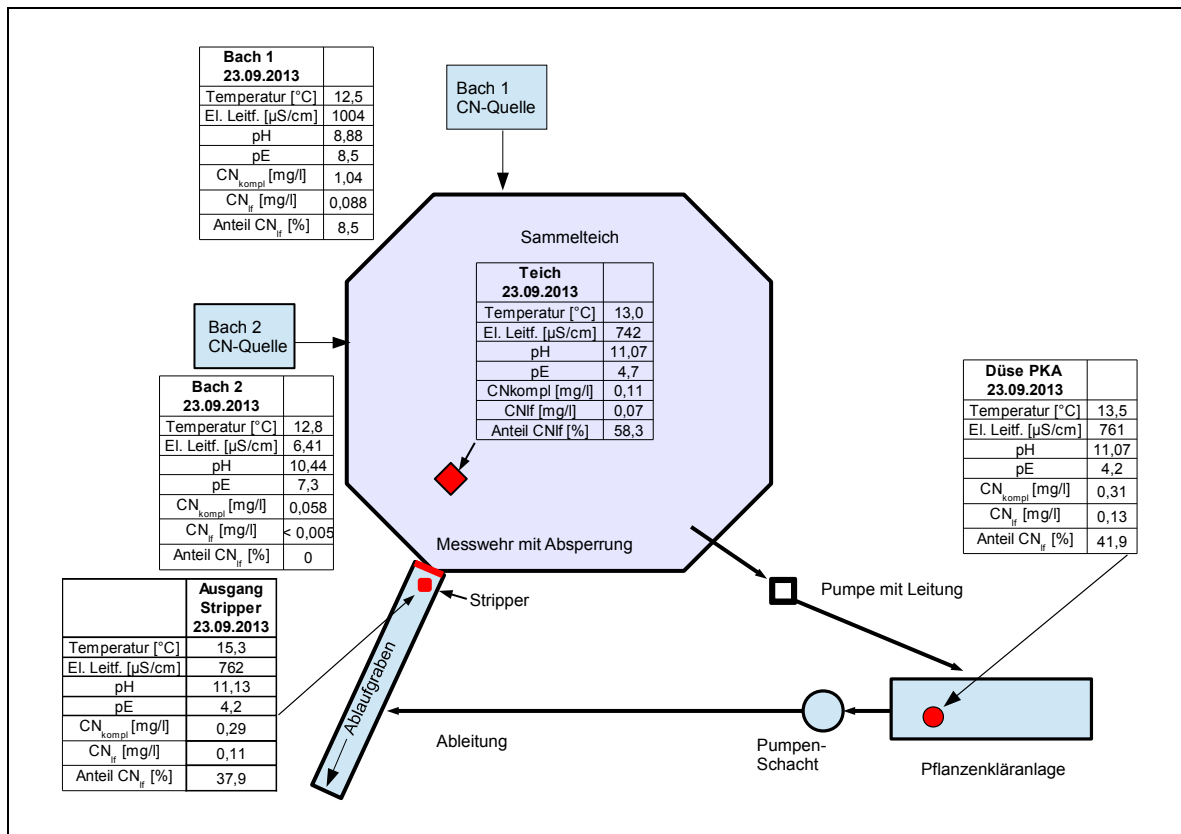 Bach 1
23.09.2013
Temperatur [°C] 12,5
El. Leitf. [µS/cm] 1004
pH 8,88
pE 8,5
CNkompl [mg/l] 1,04
CNlf [mg/l] 0,088
Anteil CNlf [%] 8,5
Bach 1
CN-Quelle
Sammelteich
Teich
23.09.2013
Temperatur [°C] 13,0
El. Leitf. [µS/cm] 742
pH 11,07
pE 4,7
CNkompl [mg/l] 0,11
CNlf [mg/l] 0,07
Anteil CNlf [%] 58,3
Bach 2
CN-Quelle
Bach 2
23.09.2013
Temperatur [°C] 12,8
El. Leitf. [µS/cm] 6,41
pH 10,44
pE 7,3
CNkompl [mg/l] 0,058
CNlf [mg/l] < 0,005
Anteil CNlf [%] 0
Düse PKA
23.09.2013
Temperatur [°C] 13,5
El. Leitf. [µS/cm] 761
pH 11,07
pE 4,2
CNkompl [mg/l] 0,31
CNlf [mg/l] 0,13
Anteil CNlf [%] 41,9
Messwehr mit Absperrung
Stripper
Pumpe mit Leitung
Ausgang
Stripper
23.09.2013
Temperatur [°C] 15,3
El. Leitf. [µS/cm] 762
pH 11,13
pE 4,2
CNkompl [mg/l] 0,29
CNlf [mg/l] 0,11
Anteil CNlf [%] 37,9
Ablaufgraben
Ableitung
Pumpen-
Schacht
Pflanzenkläranlage